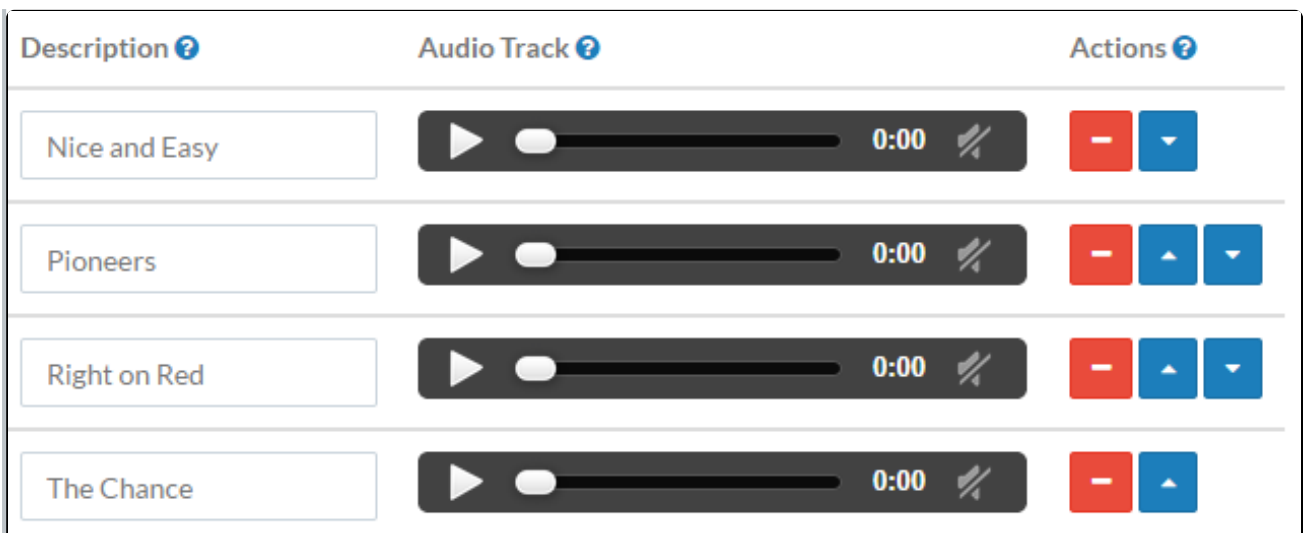 Description ? Audio Track ? Actions ?
Nice and Easy 0:00
Pioneers 0:00
Right on Red 0:00
The Chance 0:00